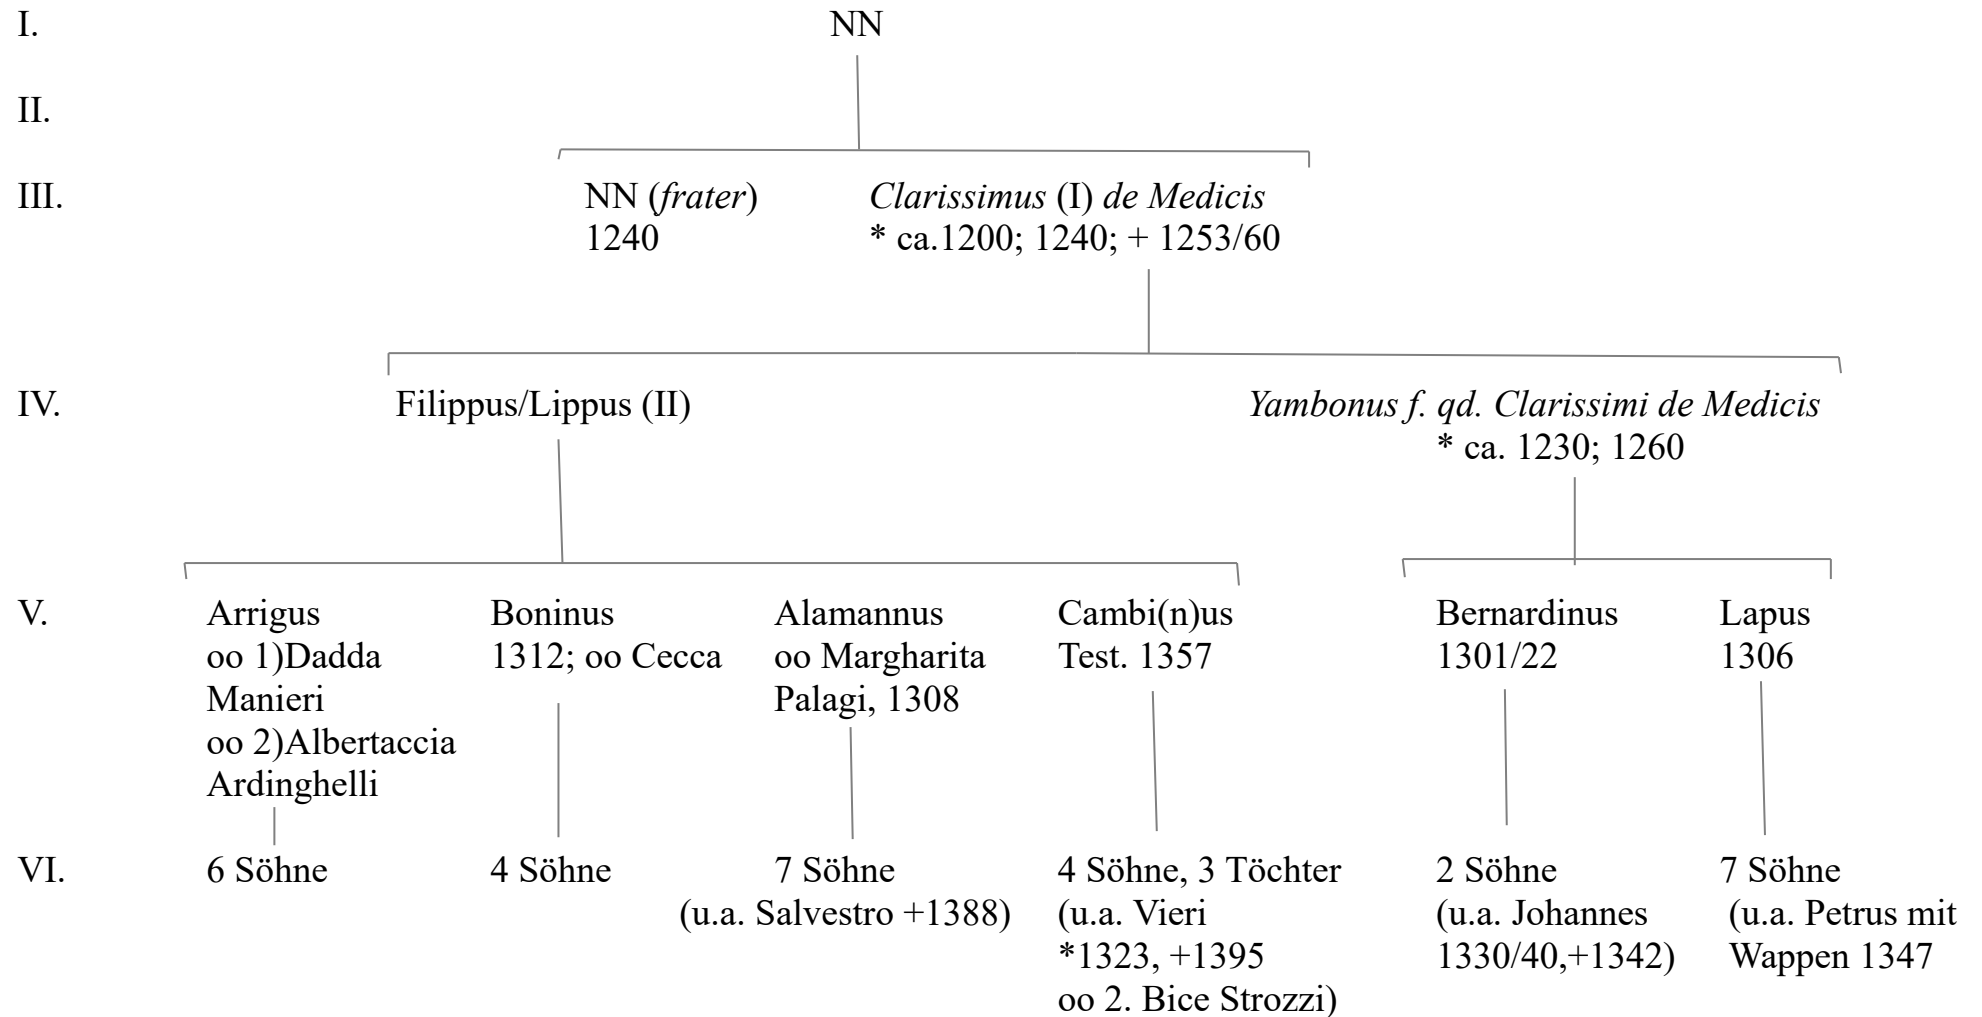 I. NN
II.
III. NN (frater) Clarissimus (I) de Medicis
1240 * ca.1200; 1240; + 1253/60
IV. Filippus/Lippus (II) Yambonus f. qd. Clarissimi de Medicis
* ca. 1230; 1260
V. Arrigus Boninus Alamannus Cambi(n)us Bernardinus Lapus
oo 1)Dadda 1312; oo Cecca oo Margharita Test. 1357 1301/22 1306
Manieri Palagi, 1308
oo 2)Albertaccia
Ardinghelli
VI. 6 Söhne 4 Söhne 7 Söhne 4 Söhne, 3 Töchter 2 Söhne 7 Söhne
(u.a. Salvestro +1388) (u.a. Vieri (u.a. Johannes (u.a. Petrus mit
*1323, +1395 1330/40,+1342) Wappen 1347
oo 2. Bice Strozzi)